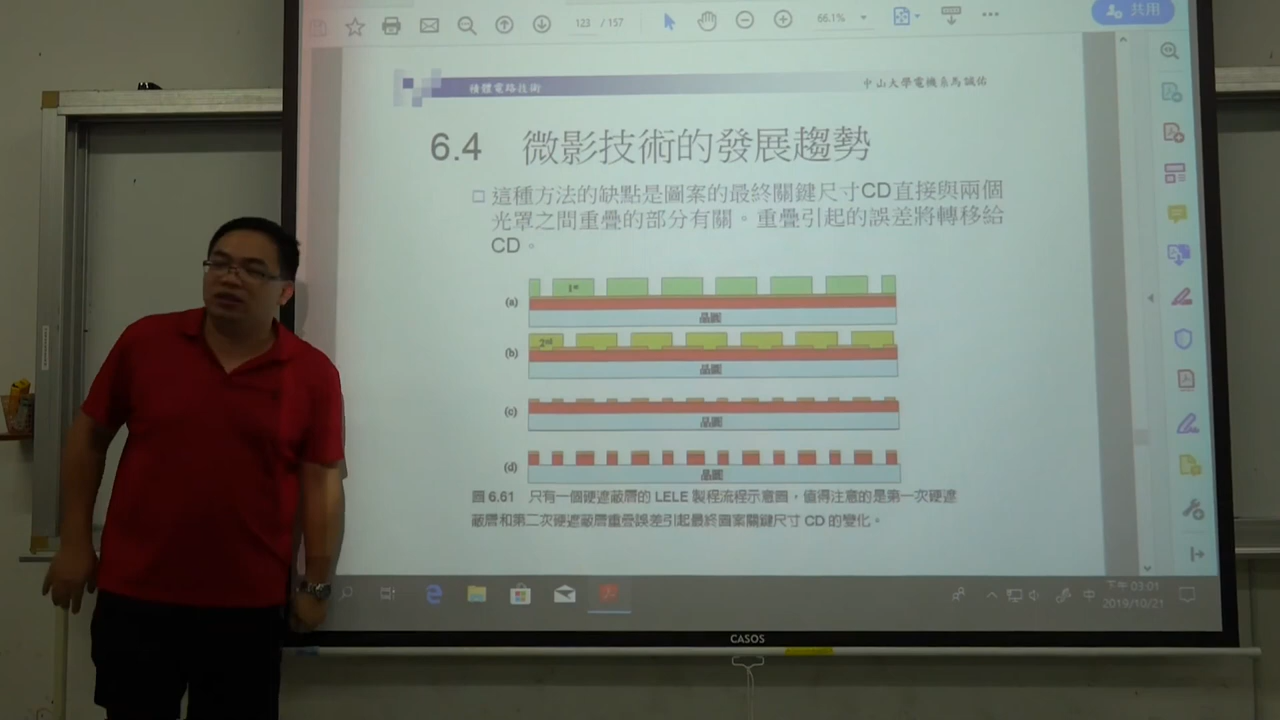 123 / 157
66.1%
共用
積體電路技術
中山大學電機系馬誠佑
6.4 微影技術的發展趨勢
這種方法的缺點是圖案的最終關鍵尺寸CD直接與兩個
光罩之間重疊的部分有關。重疊引起的誤差將轉移給
CD。
1st
(a)
晶圓
2nd
(b)
晶圓
(c)
晶圓
(d)
晶圓
圖 6.61 只有一個硬遮蔽層的 LELE 製程流程示意圖，值得注意的是第一次硬遮
蔽層和第二次硬遮蔽層重疊誤差引起最終圖案關鍵尺寸 CD 的變化。
中
下午 03:01
2019/10/21
CASOS